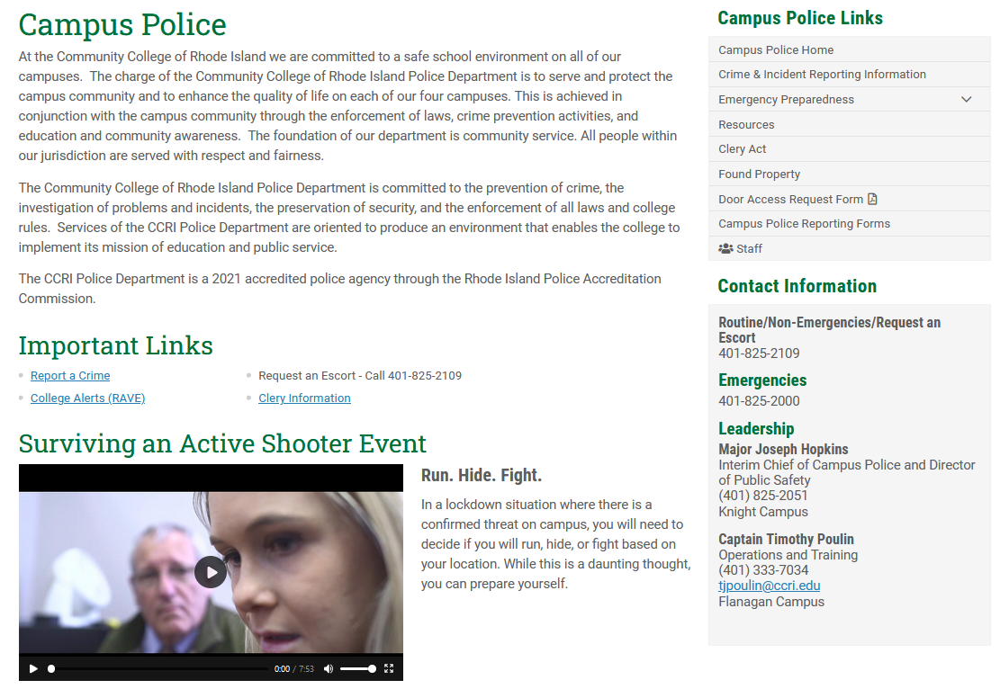 Campus Police
At the Community College of Rhode Island we are committed to a safe school environment on all of our
campuses.  The charge of the Community College of Rhode Island Police Department is to serve and protect the
campus community and to enhance the quality of life on each of our four campuses. This is achieved in
conjunction with the campus community through the enforcement of laws, crime prevention activities, and
education and community awareness.  The foundation of our department is community service. All people within
our jurisdiction are served with respect and fairness.
The Community College of Rhode Island Police Department is committed to the prevention of crime, the
investigation of problems and incidents, the preservation of security, and the enforcement of all laws and college
rules.  Services of the CCRI Police Department are oriented to produce an environment that enables the college to
implement its mission of education and public service.
The CCRI Police Department is a 2021 accredited police agency through the Rhode Island Police Accreditation
Commission.
Important Links
Report a Crime
Request an Escort - Call 401-825-2109
College Alerts (RAVE)
Clery Information
Surviving an Active Shooter Event
0:00 / 7:53
Run. Hide. Fight.
In a lockdown situation where there is a
confirmed threat on campus, you will need to
decide if you will run, hide, or fight based on
your location. While this is a daunting thought,
you can prepare yourself.
Campus Police Links
Campus Police Home
Crime & Incident Reporting Information
Emergency Preparedness
Resources
Clery Act
Found Property
Door Access Request Form
Campus Police Reporting Forms
Staff
Contact Information
Routine/Non-Emergencies/Request an
Escort
401-825-2109
Emergencies
401-825-2000
Leadership
Major Joseph Hopkins
Interim Chief of Campus Police and Director
of Public Safety
(401) 825-2051
Knight Campus
Captain Timothy Poulin
Operations and Training
(401) 333-7034
tjpoulin@ccri.edu
Flanagan Campus